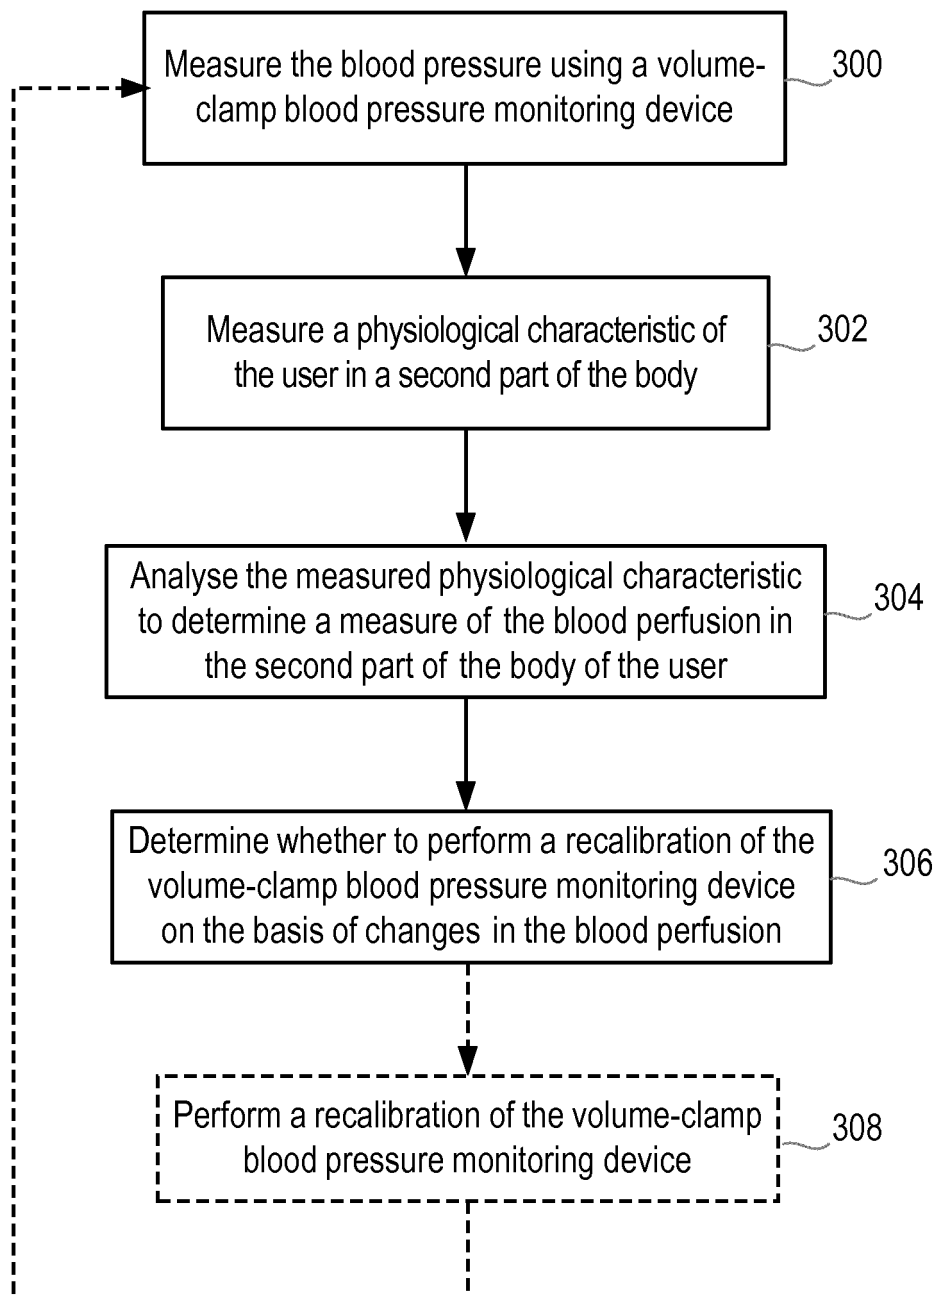 Measure the blood pressure using a volume-
clamp blood pressure monitoring device
300
Measure a physiological characteristic of
the user in a second part of the body
302
Analyse the measured physiological characteristic
to determine a measure of the blood perfusion in
the second part of the body of the user
304
Determine whether to perform a recalibration of the
volume-clamp blood pressure monitoring device
on the basis of changes in the blood perfusion
306
Perform a recalibration of the volume-clamp
blood pressure monitoring device
308